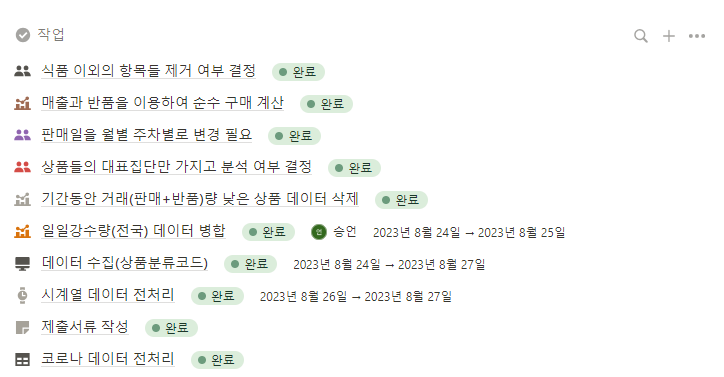 작업
식품 이외의 항목들 제거 여부 결정 완료
매출과 반품을 이용하여 순수 구매 계산 완료
판매일을 월별 주차별로 변경 필요 완료
상품들의 대표집단만 가지고 분석 여부 결정 완료
기간동안 거래(판매+반품)량 낮은 상품 데이터 삭제 완료
일일강수량(전국) 데이터 병합 완료 승언 2023년 8월 24일 → 2023년 8월 25일
데이터 수집(상품분류코드) 완료 2023년 8월 24일 → 2023년 8월 27일
시계열 데이터 전처리 완료 2023년 8월 26일 → 2023년 8월 27일
제출서류 작성 완료
코로나 데이터 전처리 완료